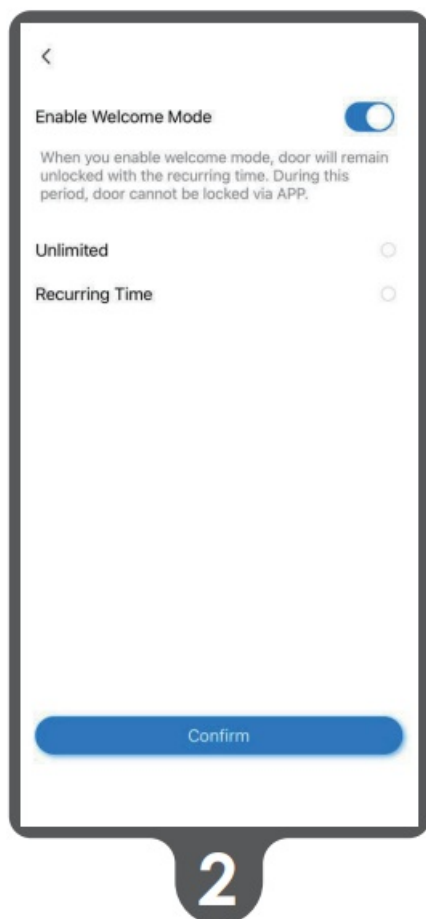 Enable Welcome Mode
When you enable welcome mode, door will remain
unlocked with the recurring time. During this
period, door cannot be locked via APP.
Unlimited
Recurring Time
Confirm
2